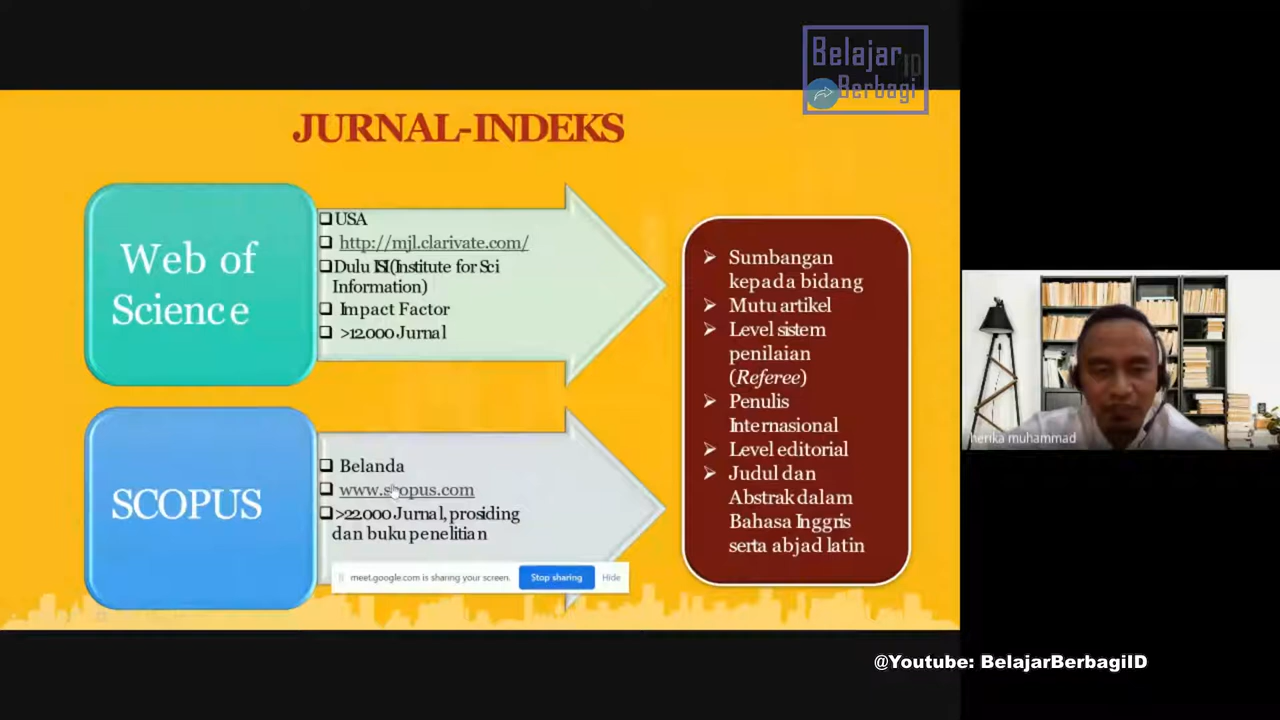 Belajar
ID
Berbagi
JURNAL-INDEKS
Web of
Science
USA
http://mjl.clarivate.com/
Dulu ISI (Institute for Sci
Information)
Impact Factor
>12.000 Jurnal
SCOPUS
Belanda
www.scopus.com
>22.000 Jurnal, prosiding
dan buku penelitian
Sumbangan
kepada bidang
Mutu artikel
Level sistem
penilaian
(Referee)
Penulis
Internasional
Level editorial
Judul dan
Abstrak dalam
Bahasa Inggris
serta abjad latin
meet.google.com is sharing your screen.
Stop sharing
Hide
herika muhammad
@Youtube: BelajarBerbagiID